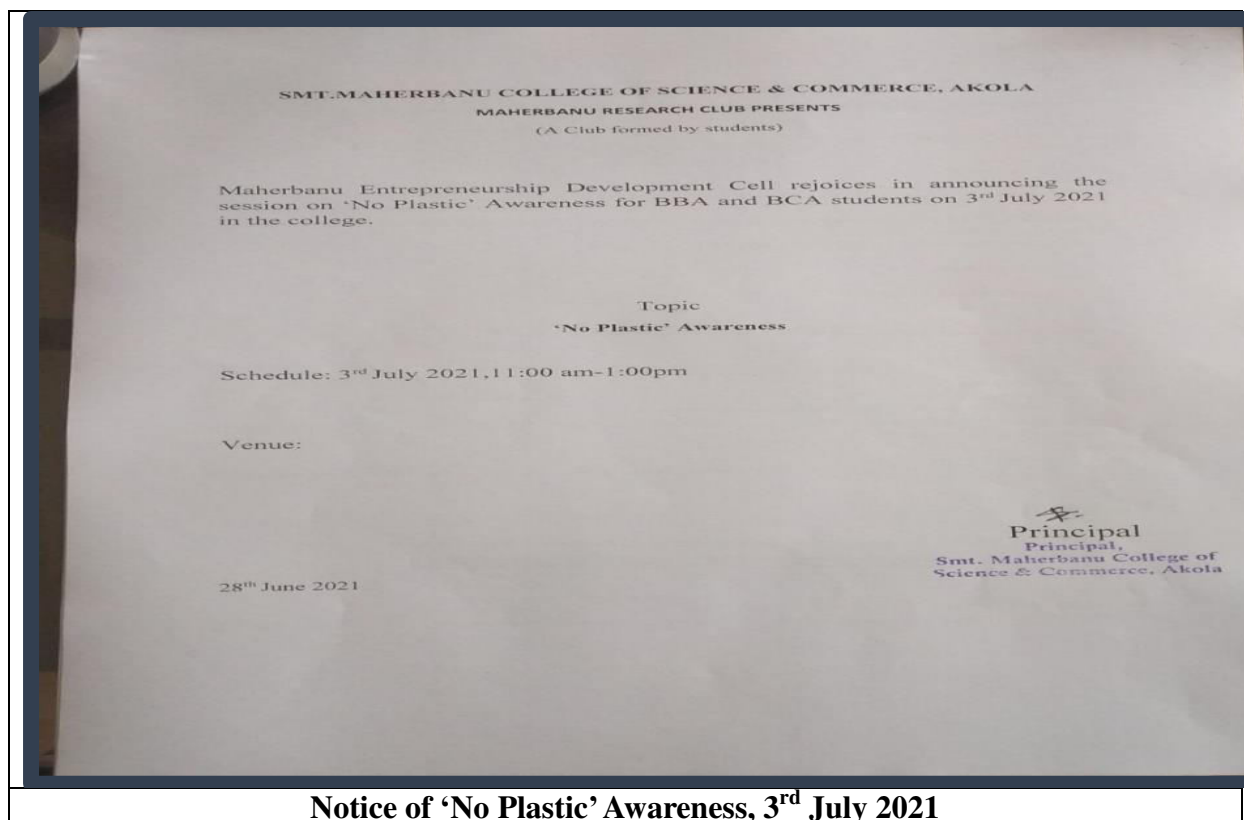 SMT.MAHERBANU COLLEGE OF SCIENCE & COMMERCE, AKOLA
MAHERBANU RESEARCH CLUB PRESENTS
(A Club formed by students)
Maherbanu Entrepreneurship Development Cell rejoices in announcing the
session on ‘No Plastic’ Awareness for BBA and BCA students on 3rd July 2021
in the college.
Topic
‘No Plastic’ Awareness
Schedule: 3rd July 2021,11:00 am-1:00pm
Venue:
Principal
Principal,
Smt. Maherbanu College of
Science & Commerce, Akola
28th June 2021
Notice of ‘No Plastic’ Awareness, 3rd July 2021